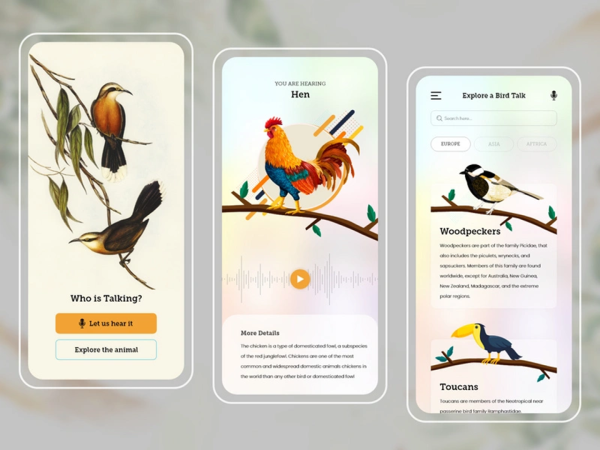 Who is Talking?
Let us hear it
Explore the animal
YOU ARE HEARING
Hen
More Details
The chicken is a type of domesticated fowl, a subspecies
of the red junglefowl. Chickens are one of the most
common and widespread domestic animals chickens in
the world than any other bird or domesticated fowl
Explore a Bird Talk
Search here...
EUROPE
ASIA
AFTRICA
Woodpeckers
Woodpeckers are part of the family Picidae, that
also includes the piculets, wrynecks, and
sapsuckers. Members of this family are found
worldwide, except for Australia, New Guinea,
New Zealand, Madagascar, and the extreme
polar regions.
Toucans
Toucans are members of the Neotropical near
passerine bird family Ramphastidae.